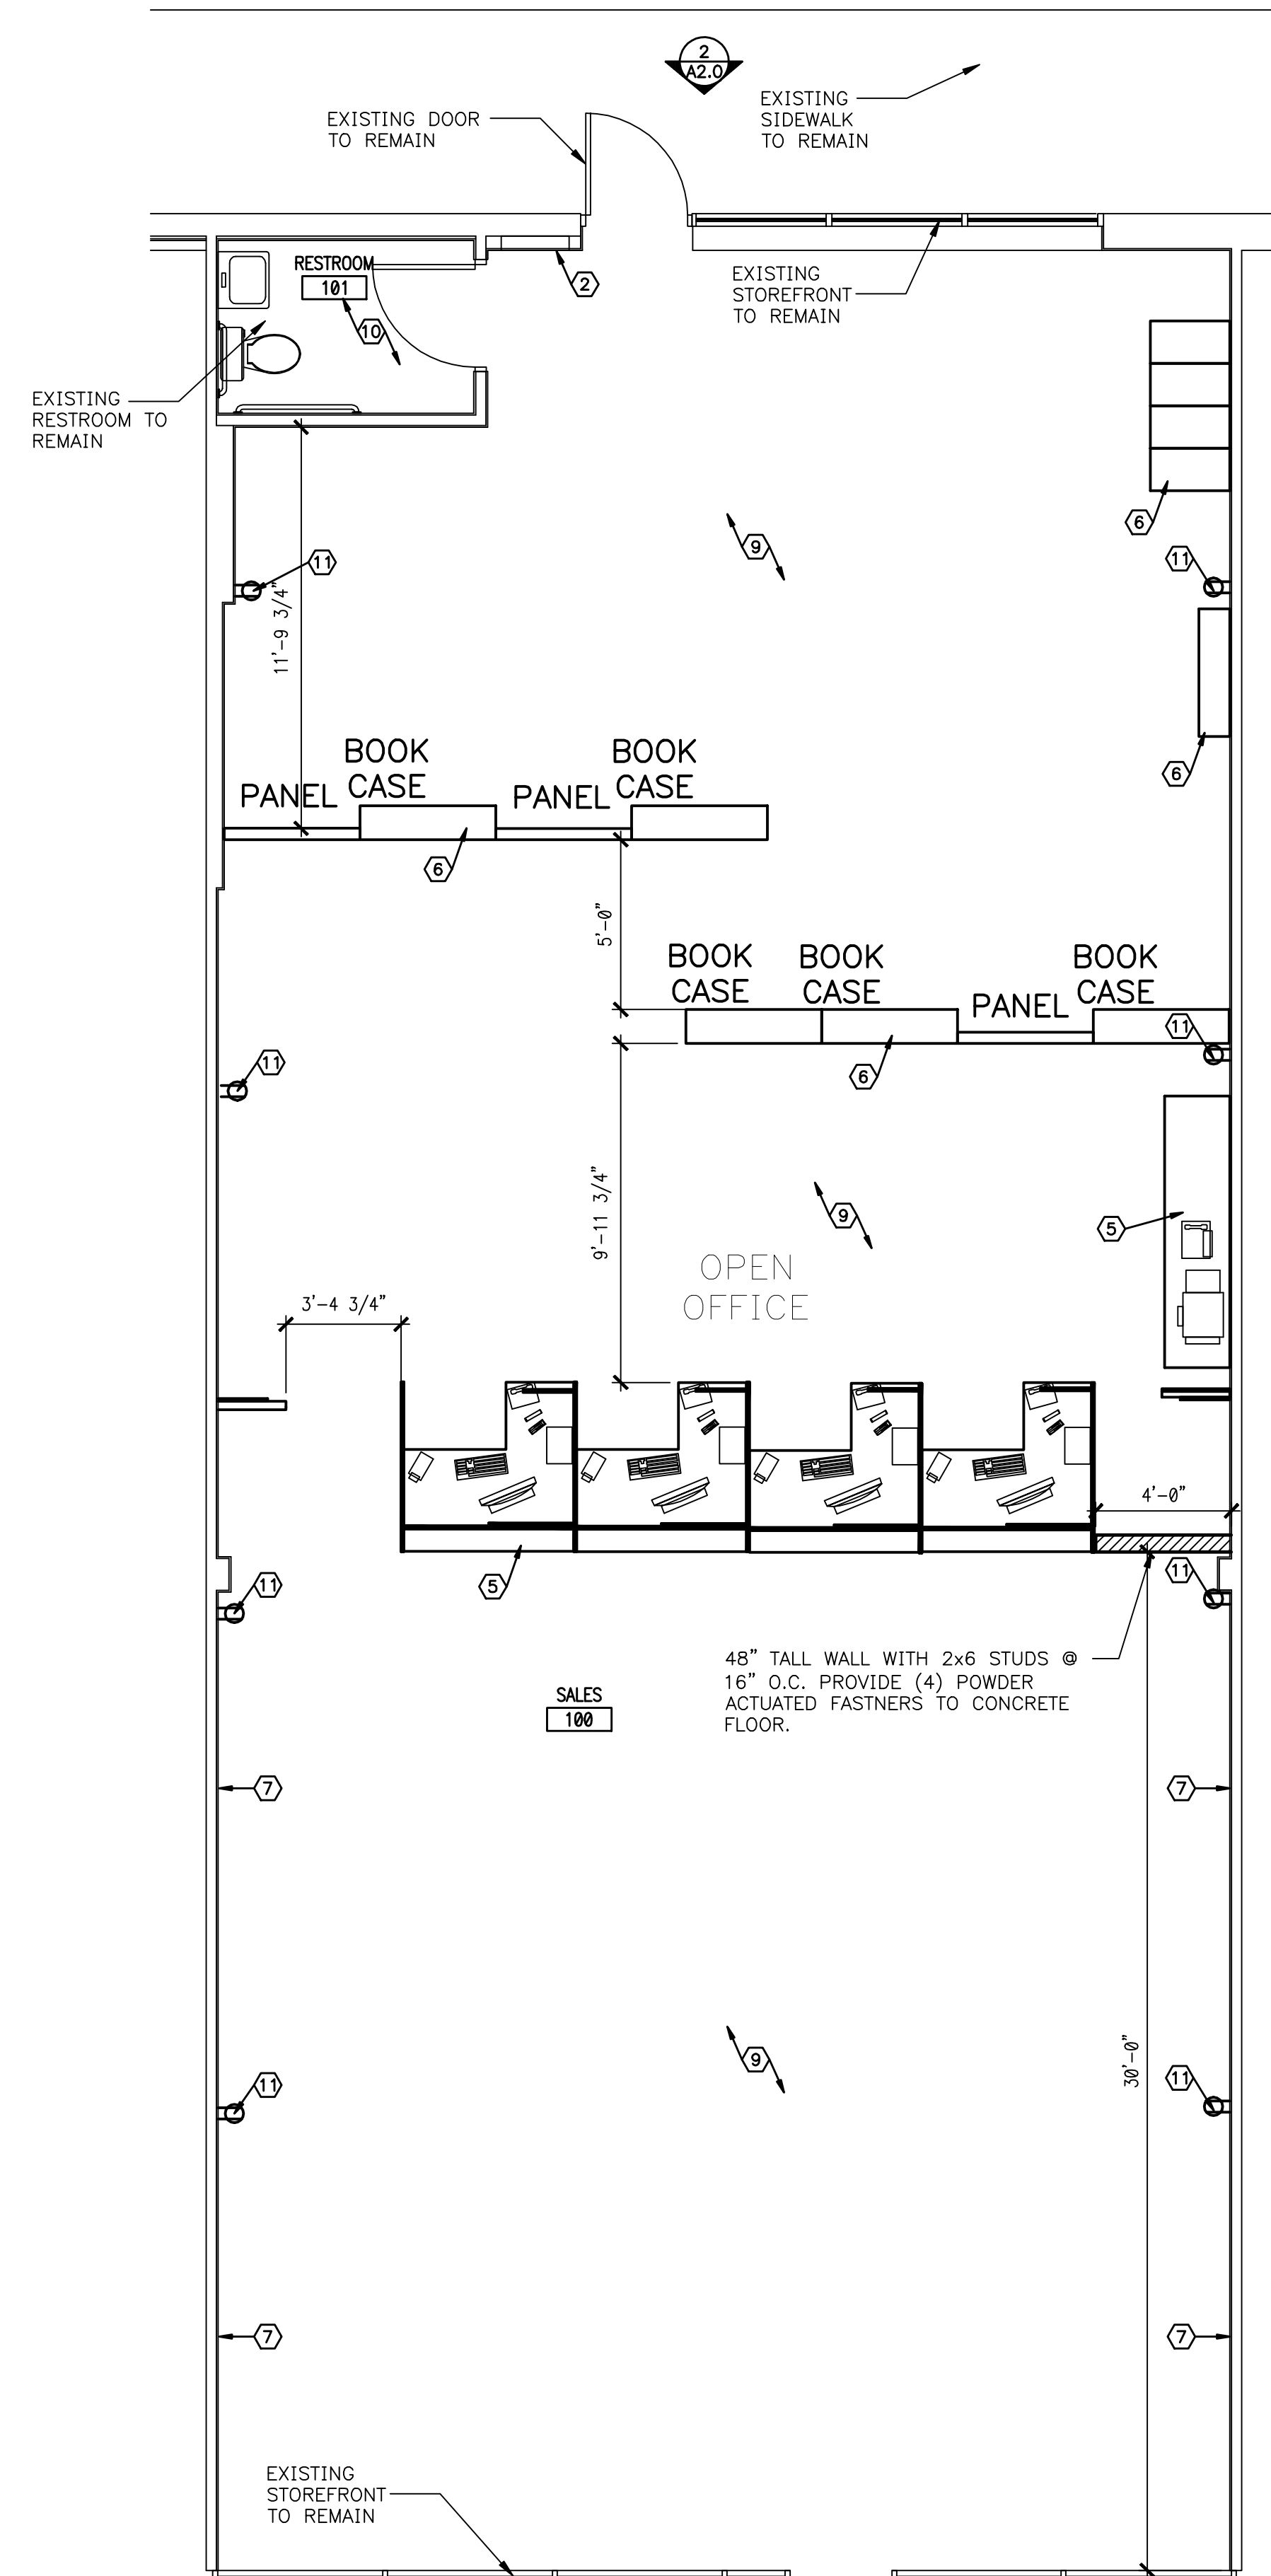 2
A2.0
EXISTING
SIDEWALK
TO REMAIN
EXISTING DOOR
TO REMAIN
RESTROOM
101
2
EXISTING
STOREFRONT
TO REMAIN
10
EXISTING
RESTROOM TO
REMAIN
6
9
11
11
11'-9 3/4"
6
BOOK
CASE
BOOK
CASE
PANEL
PANEL
6
5'-0"
BOOK
CASE
BOOK
CASE
PANEL
BOOK
CASE
11
11
6
9'-11 3/4"
9
5
OPEN
OFFICE
3'-4 3/4"
4'-0"
5
11
11
48" TALL WALL WITH 2x6 STUDS @
16" O.C. PROVIDE (4) POWDER
ACTUATED FASTNERS TO CONCRETE
FLOOR.
SALES
100
7
7
9
30'-0"
11
11
7
7
EXISTING
STOREFRONT
TO REMAIN